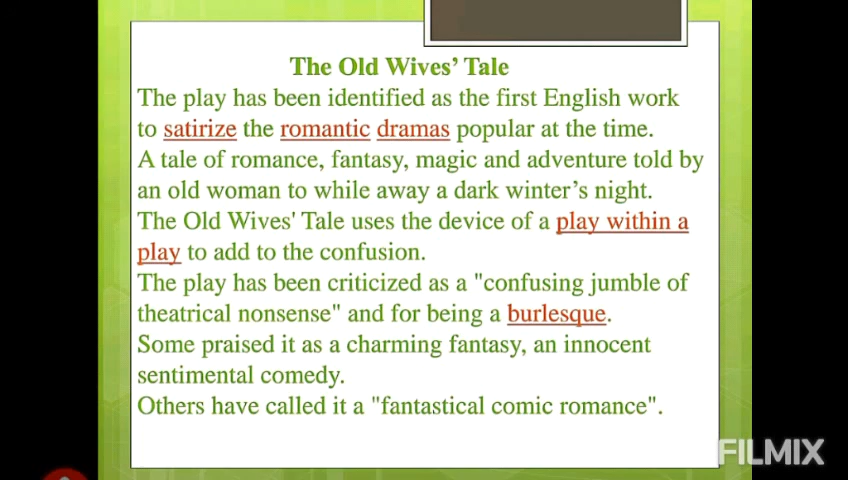 The Old Wives' Tale
The play has been identified as the first English work
to satirize the romantic dramas popular at the time.
A tale of romance, fantasy, magic and adventure told by
an old woman to while away a dark winter's night.
The Old Wives' Tale uses the device of a play within a
play to add to the confusion.
The play has been criticized as a "confusing jumble of
theatrical nonsense" and for being a burlesque.
Some praised it as a charming fantasy, an innocent
sentimental comedy.
Others have called it a "fantastical comic romance".
FILMIX